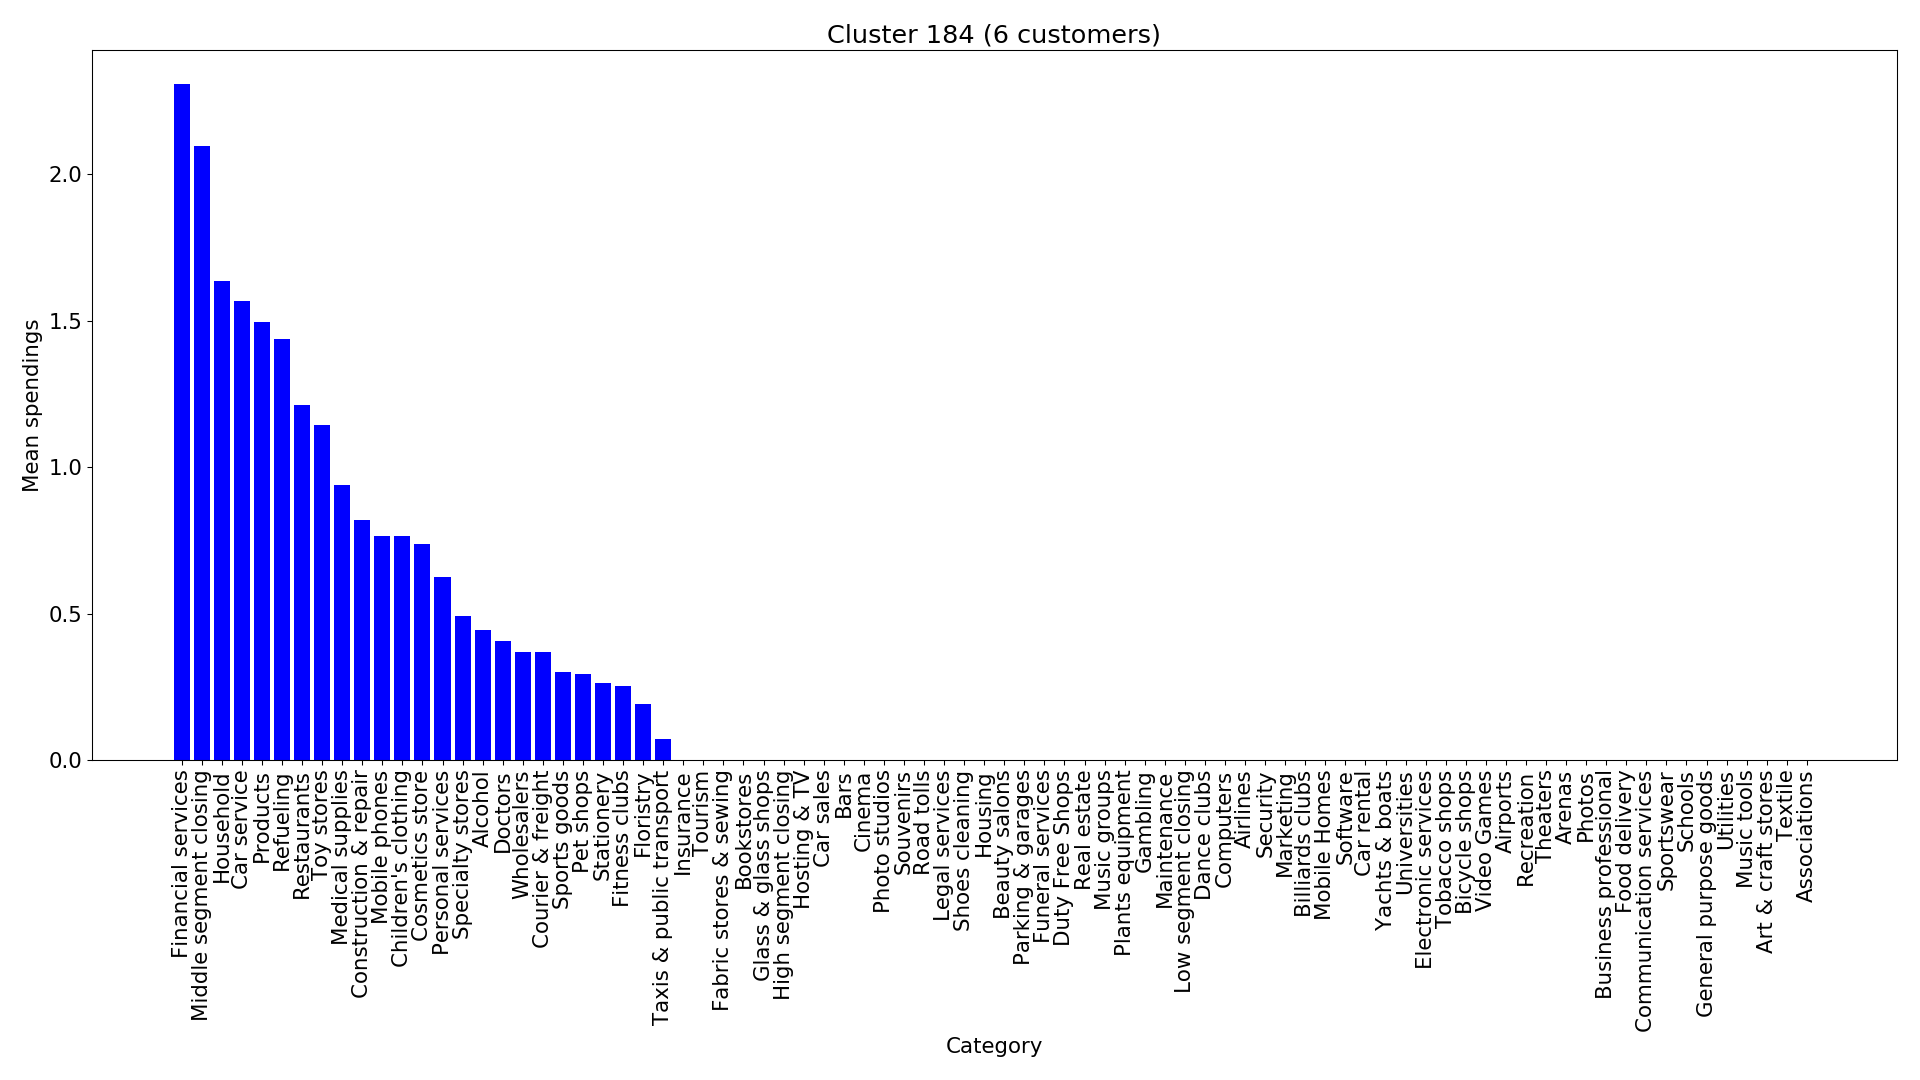 Cluster 184 (6 customers)
Mean spendings
2.0
1.5
1.0
0.5
0.0
Financial services
Middle segment closing
Household
Car service
Products
Refueling
Restaurants
Toy stores
Medical supplies
Construction & repair
Mobile phones
Children's clothing
Cosmetics store
Personal services
Specialty stores
Alcohol
Doctors
Wholesalers
Courier & freight
Sports goods
Pet shops
Stationery
Fitness clubs
Floristry
Taxis & public transport
Insurance
Tourism
Fabric stores & sewing
Bookstores
Glass & glass shops
High segment closing
Hosting & TV
Car sales
Bars
Cinema
Photo studios
Souvenirs
Road tolls
Legal services
Shoes cleaning
Housing
Beauty salons
Parking & garages
Funeral services
Duty Free Shops
Real estate
Music groups
Plants equipment
Gambling
Maintenance
Low segment closing
Dance clubs
Computers
Airlines
Security
Marketing
Billiards clubs
Mobile Homes
Software
Car rental
Yachts & boats
Universities
Electronic services
Tobacco shops
Bicycle shops
Video Games
Airports
Recreation
Theaters
Arenas
Photos
Business professional
Food delivery
Communication services
Sportswear
Schools
General purpose goods
Utilities
Music tools
Art & craft stores
Textile
Associations
Category